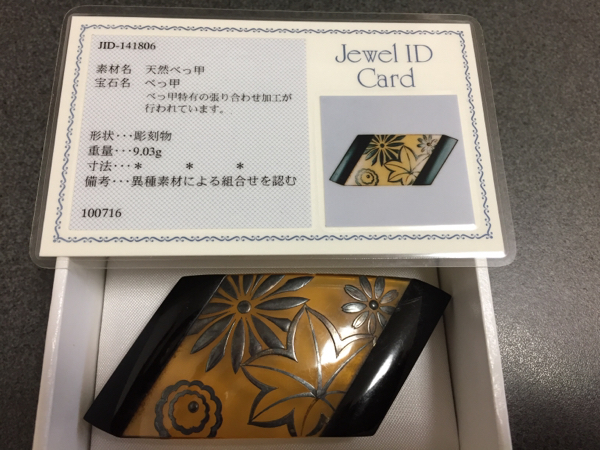 JID-141806
素材名　天然べっ甲
宝石名　べっ甲
べっ甲特有の張り合わせ加工が
行われています。
形状･･･彫刻物
重量･･･9.03g
寸法･･･＊　　＊　　＊
備考･･･異種素材による組合せを認む
100716
Jewel ID
Card